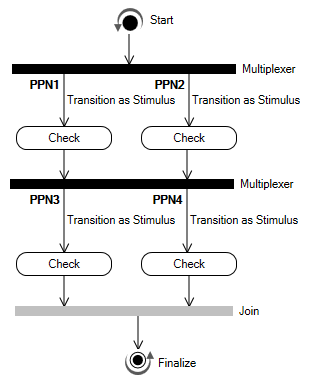 Start
Multiplexer
PPN1 PPN2
Transition as Stimulus Transition as Stimulus
Check Check
Multiplexer
PPN3 PPN4
Transition as Stimulus Transition as Stimulus
Check Check
Join
Finalize